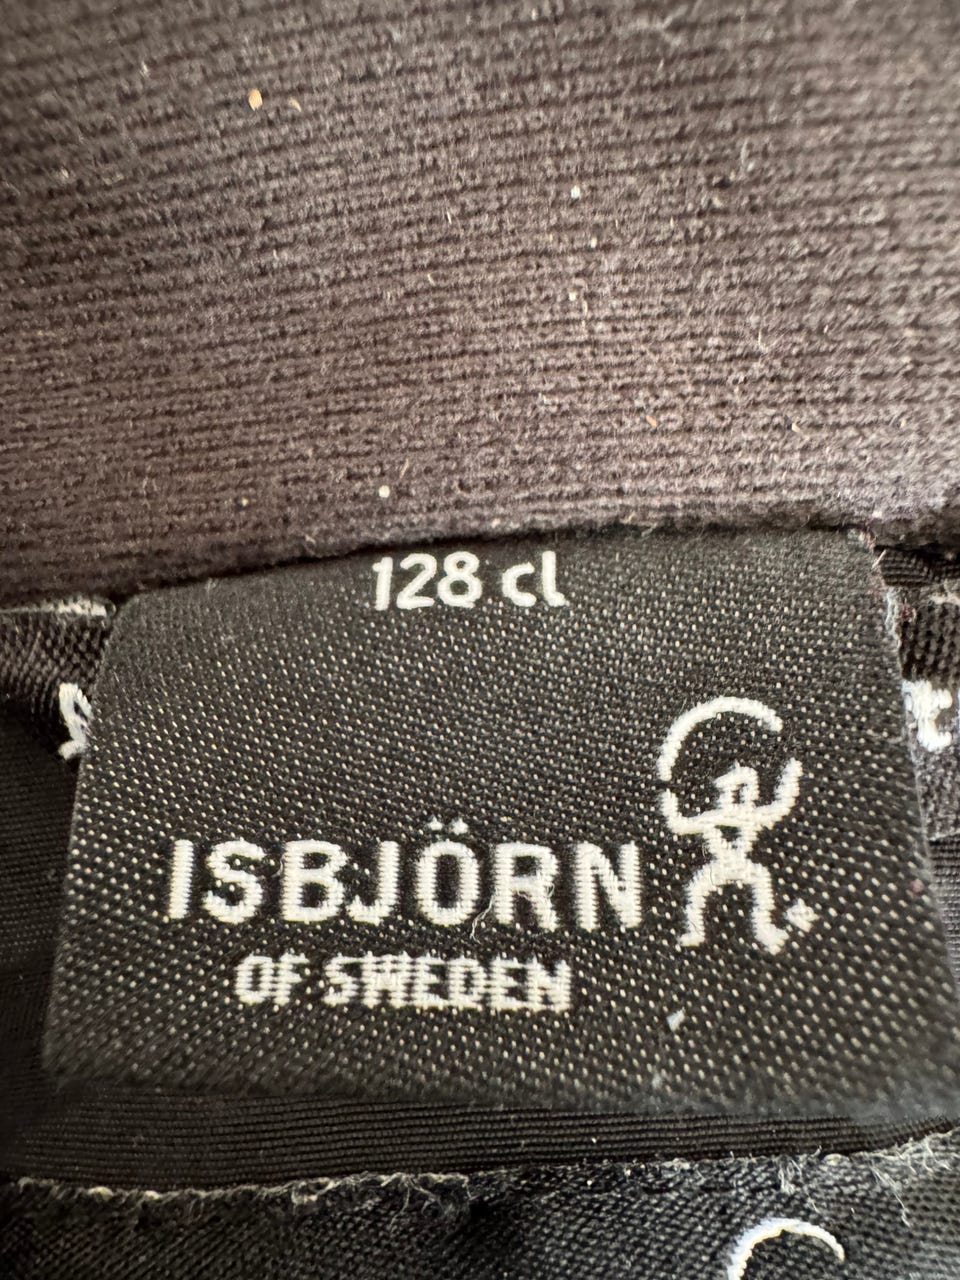 128 cl
ISBJÖRN
OF SWEDEN